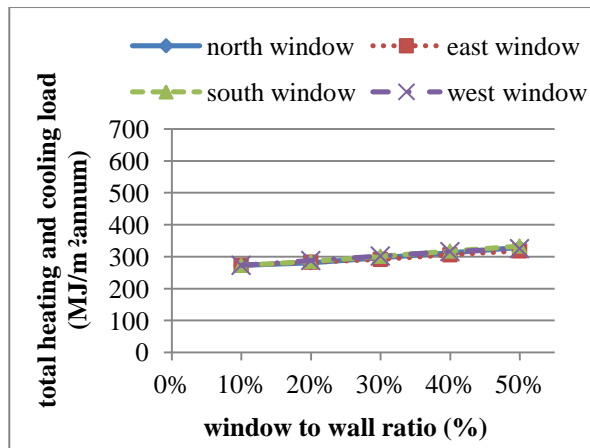 north window
east window
south window
west window
total heating and cooling load
(MJ/m²annum)
700
600
500
400
300
200
100
0
0%
10%
20%
30%
40%
50%
window to wall ratio (%)